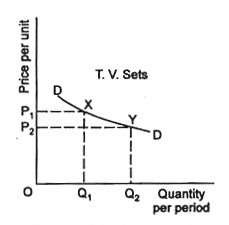 Price per unit
T. V. Sets
D
X
P1
Y
P2
D
O
Q1
Q2
Quantity
per period